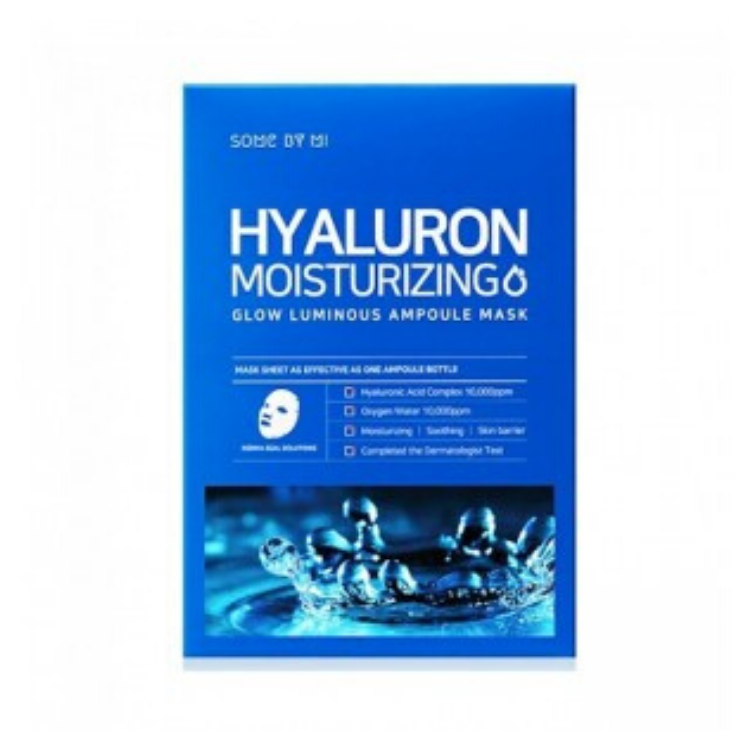 SOME BY MI
HYALURON
MOISTURIZING
GLOW LUMINOUS AMPOULE MASK
MASK SHEET AS EFFECTIVE AS ONE AMPOULE BOTTLE
Hyaluronic Acid Complex 10,000ppm
Oxygen Water 10,000ppm
Moisturizing | Soothing | Skin barrier
Completed the Dermatologist Test
SOLUTIONS